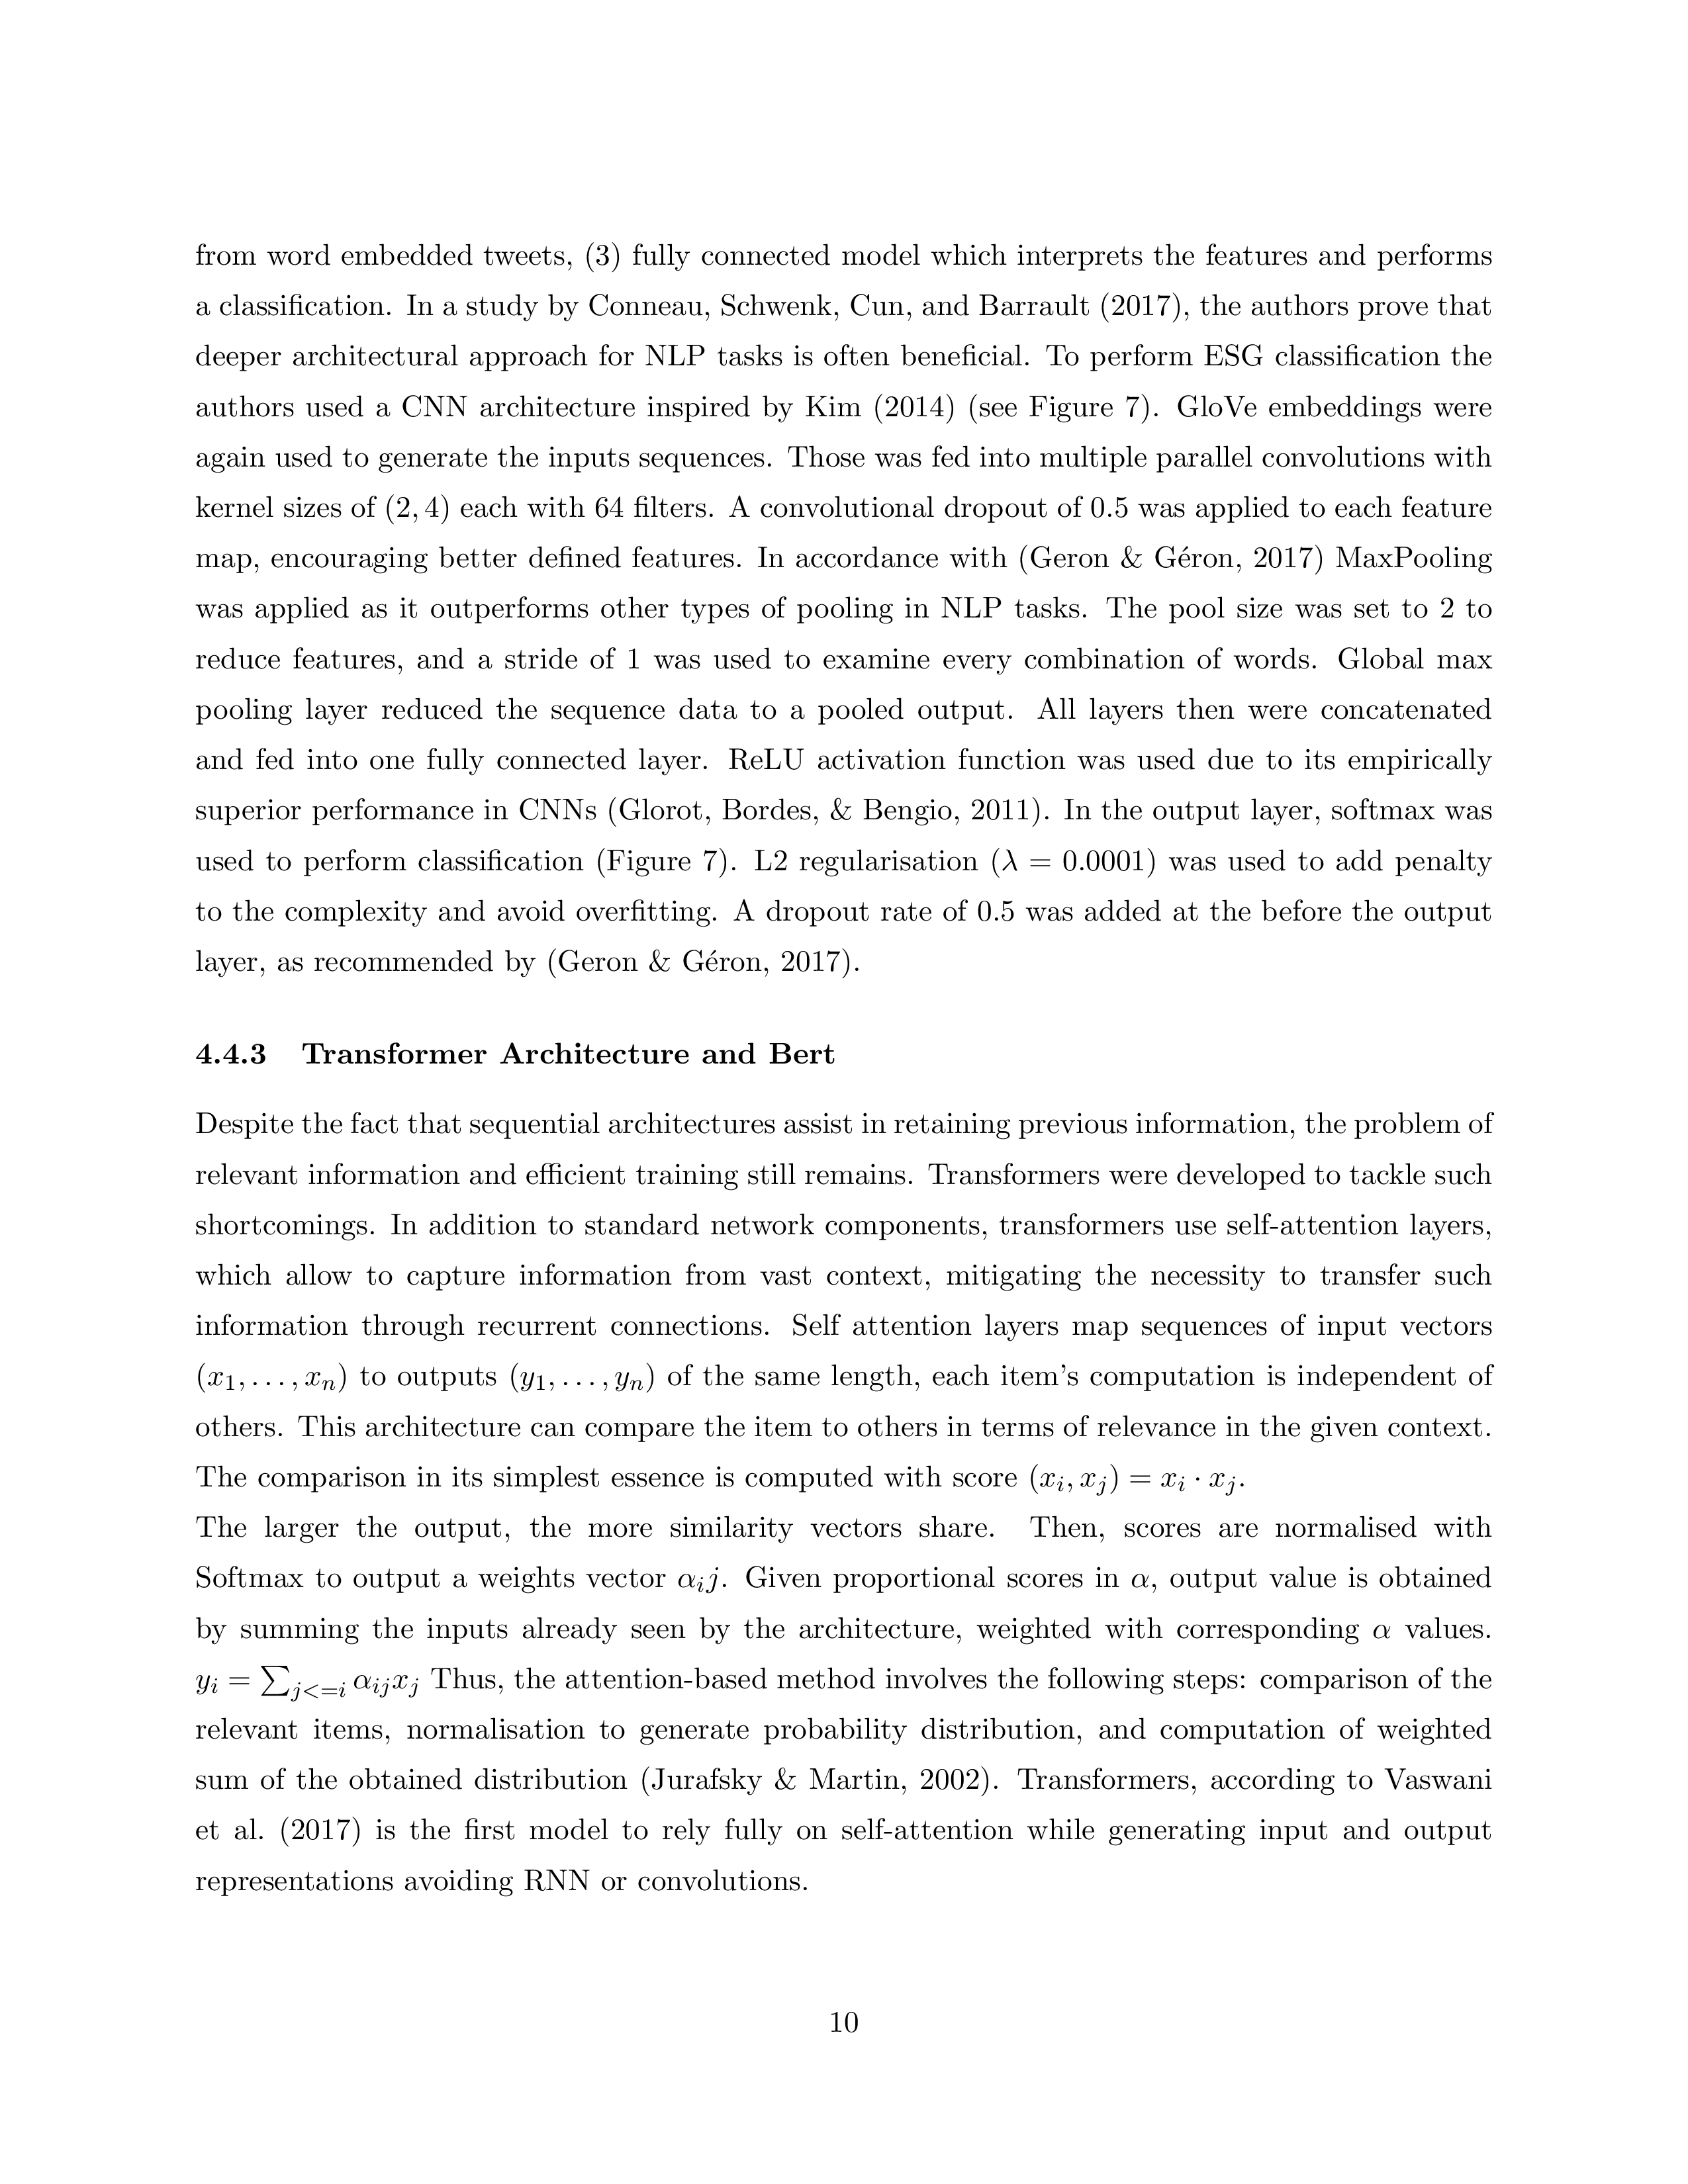 from word embedded tweets, (3) fully connected model which interprets the features and performs
a classification. In a study by Conneau, Schwenk, Cun, and Barrault (2017), the authors prove that
deeper architectural approach for NLP tasks is often beneficial. To perform ESG classification the
authors used a CNN architecture inspired by Kim (2014) (see Figure 7). GloVe embeddings were
again used to generate the inputs sequences. Those was fed into multiple parallel convolutions with
kernel sizes of (2, 4) each with 64 filters. A convolutional dropout of 0.5 was applied to each feature
map, encouraging better defined features. In accordance with (Geron & Géron, 2017) MaxPooling
was applied as it outperforms other types of pooling in NLP tasks. The pool size was set to 2 to
reduce features, and a stride of 1 was used to examine every combination of words. Global max
pooling layer reduced the sequence data to a pooled output. All layers then were concatenated
and fed into one fully connected layer. ReLU activation function was used due to its empirically
superior performance in CNNs (Glorot, Bordes, & Bengio, 2011). In the output layer, softmax was
used to perform classification (Figure 7). L2 regularisation (λ = 0.0001) was used to add penalty
to the complexity and avoid overfitting. A dropout rate of 0.5 was added at the before the output
layer, as recommended by (Geron & Géron, 2017).
4.4.3 Transformer Architecture and Bert
Despite the fact that sequential architectures assist in retaining previous information, the problem of
relevant information and efficient training still remains. Transformers were developed to tackle such
shortcomings. In addition to standard network components, transformers use self-attention layers,
which allow to capture information from vast context, mitigating the necessity to transfer such
information through recurrent connections. Self attention layers map sequences of input vectors
(x₁, . . . , xₙ) to outputs (y₁, . . . , yₙ) of the same length, each item's computation is independent of
others. This architecture can compare the item to others in terms of relevance in the given context.
The comparison in its simplest essence is computed with score (xᵢ, xⱼ) = xᵢ · xⱼ.
The larger the output, the more similarity vectors share. Then, scores are normalised with
Softmax to output a weights vector αᵢj. Given proportional scores in α, output value is obtained
by summing the inputs already seen by the architecture, weighted with corresponding α values.
yᵢ = ∑ⱼ<=ᵢ αᵢⱼxⱼ Thus, the attention-based method involves the following steps: comparison of the
relevant items, normalisation to generate probability distribution, and computation of weighted
sum of the obtained distribution (Jurafsky & Martin, 2002). Transformers, according to Vaswani
et al. (2017) is the first model to rely fully on self-attention while generating input and output
representations avoiding RNN or convolutions.
10